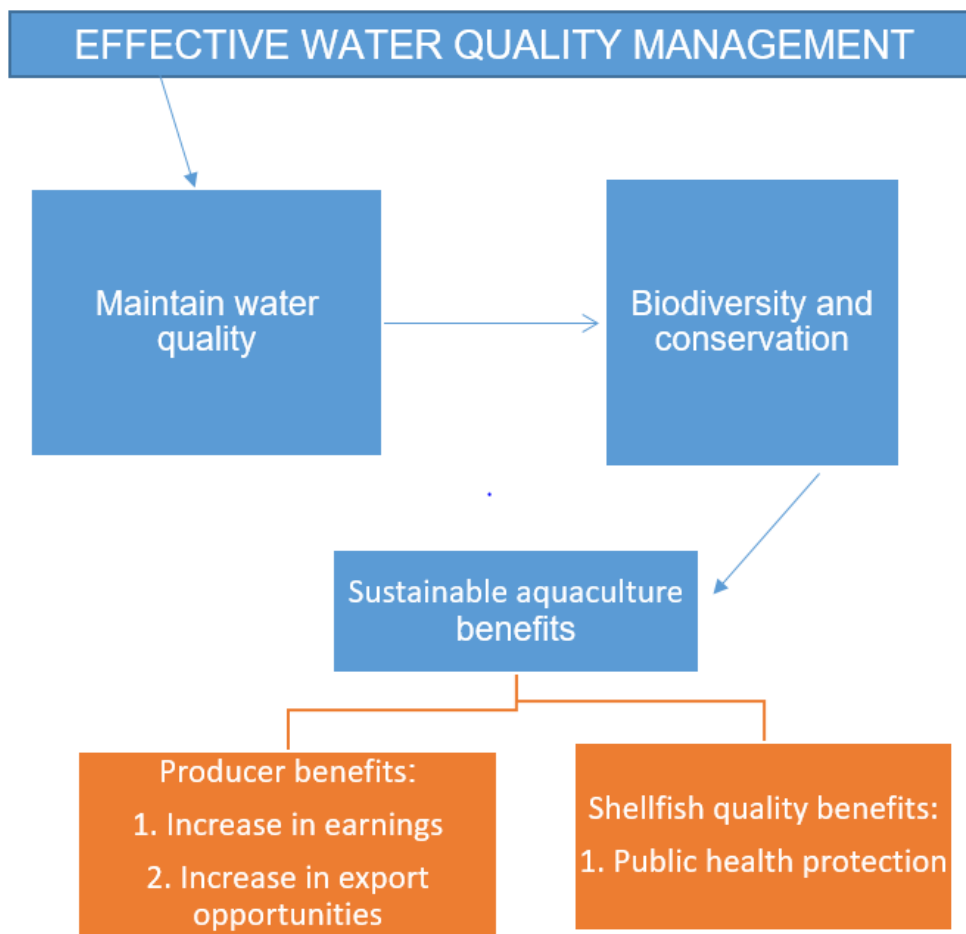 EFFECTIVE WATER QUALITY MANAGEMENT
Maintain water
quality
Biodiversity and
conservation
Sustainable aquaculture
benefits
Producer benefits:
1. Increase in earnings
2. Increase in export
opportunities
Shellfish quality benefits:
1. Public health protection